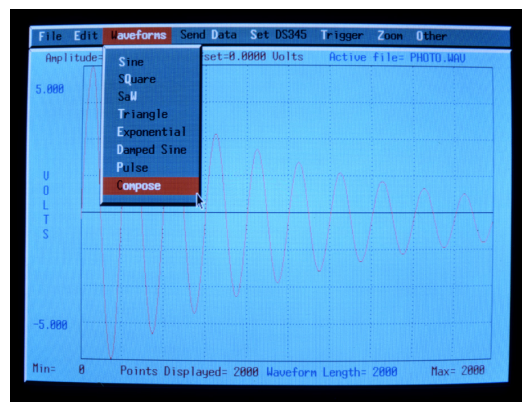 File Edit Waveforms Send Data Set DS345 Trigger Zoom Other
Amplitude= set=0.0000 Volts Active file= PHOTO.WAV
Sine
SQuare
SaW
Triangle
Exponential
Damped Sine
Pulse
Compose
5.000
VOLTS
-5.000
Min= 0 Points Displayed= 2000 Waveform Length= 2000 Max= 2000